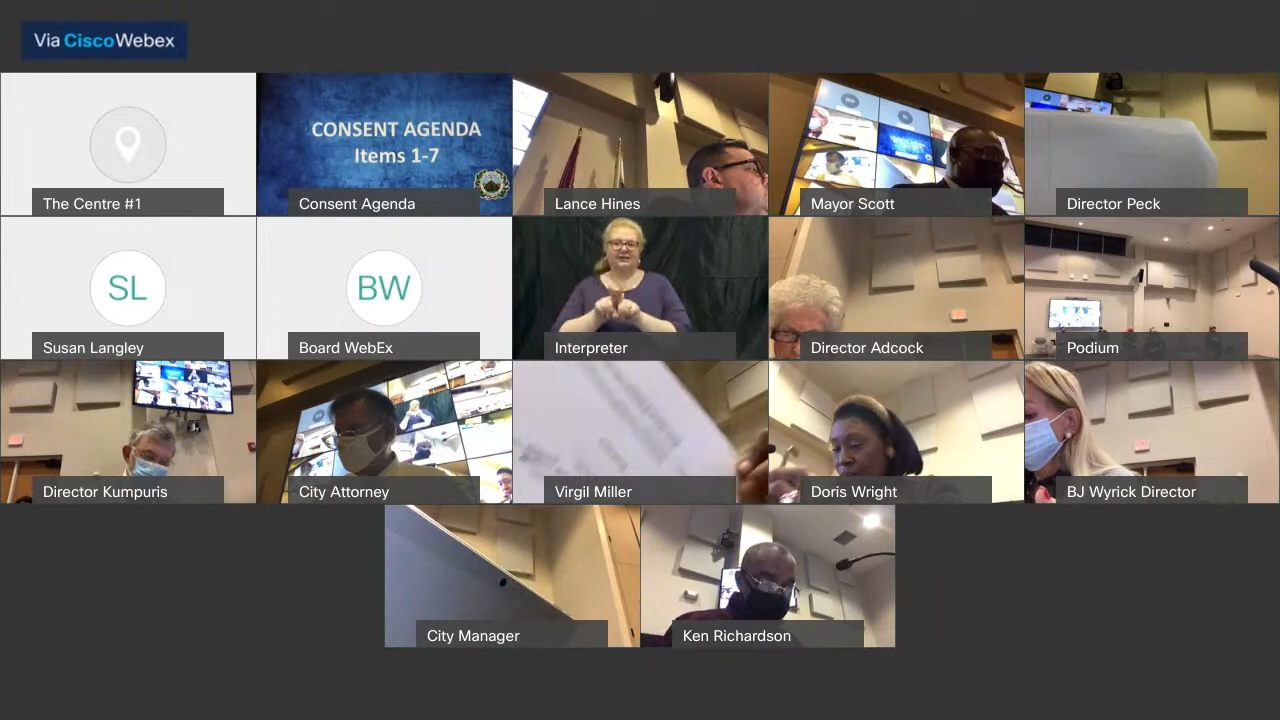 Via CiscoWebex
CONSENT AGENDA
Items 1-7
The Centre #1
Consent Agenda
Lance Hines
Mayor Scott
Director Peck
SL
BW
Susan Langley
Board WebEx
Interpreter
Director Adcock
Podium
Director Kumpuris
City Attorney
Virgil Miller
Doris Wright
BJ Wyrick Director
City Manager
Ken Richardson